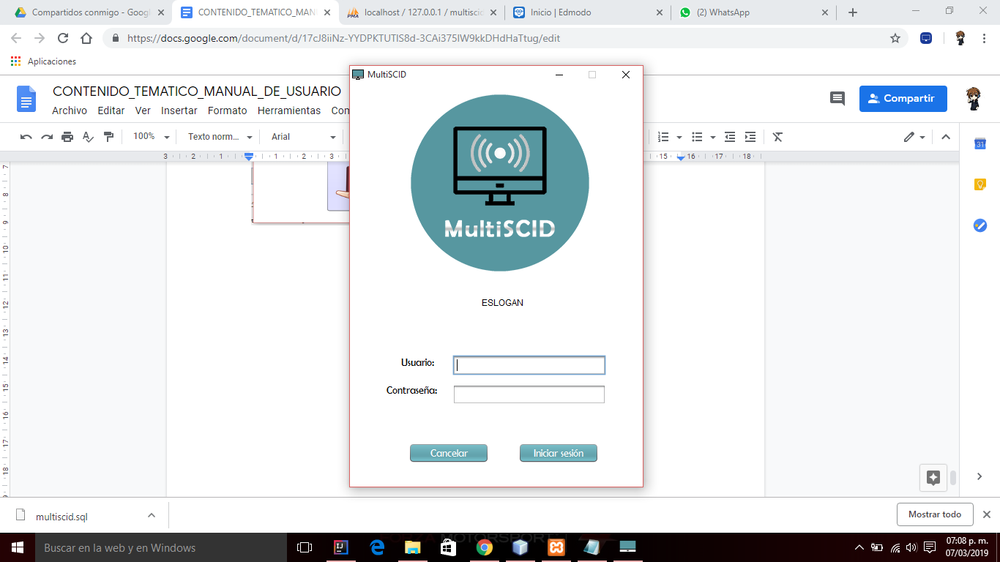 Compartidos conmigo - Googl
CONTENIDO_TEMATICO_MAN
localhost / 127.0.0.1 / multiscid
Inicio | Edmodo
(2) WhatsApp
https://docs.google.com/document/d/17cJ8iiNz-YYDPKTUTIS8d-3CAi375IW9kkDHdHaTtug/edit
Aplicaciones
CONTENIDO_TEMATICO_MANUAL_DE_USUARIO
Archivo Editar Ver Insertar Formato Herramientas Com
Compartir
100% Texto norm... Arial
3 2 1 1 2 3 15 16 17 18
7
8
9
10
11
12
13
14
15
16
17
18
31
MultiSCID
MultiSCID
ESLOGAN
Usuario:
Contraseña:
Cancelar Iniciar sesión
multiscid.sql
Mostrar todo
Buscar en la web y en Windows
MOTORSPORT
07:08 p. m.
07/03/2019